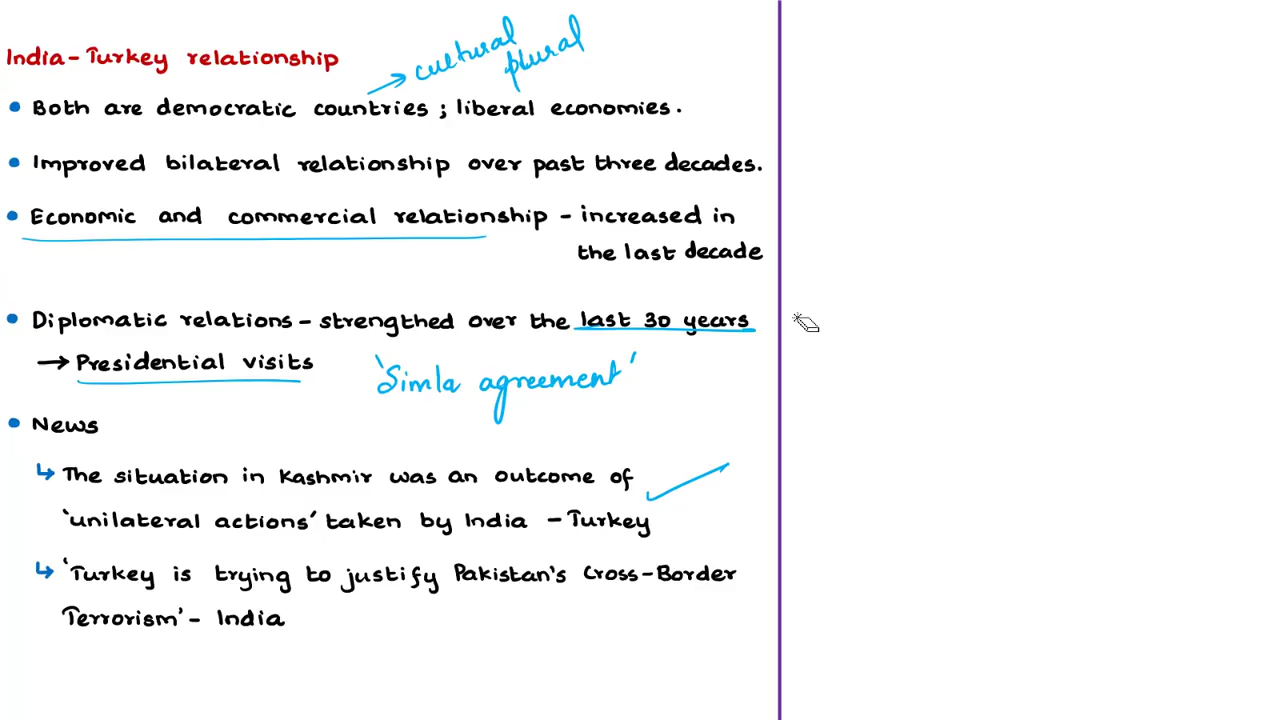 India-Turkey relationship
→ cultural
plural
• Both are democratic countries ; liberal economies.
• Improved bilateral relationship over past three decades.
• Economic and commercial relationship - increased in
the last decade
• Diplomatic relations - strengthed over the last 30 years
→ Presidential visits
'Simla agreement'
• News
↳ The situation in Kashmir was an outcome of
'unilateral actions' taken by India - Turkey
↳ 'Turkey is trying to justify Pakistan's Cross-Border
Terrorism' - India